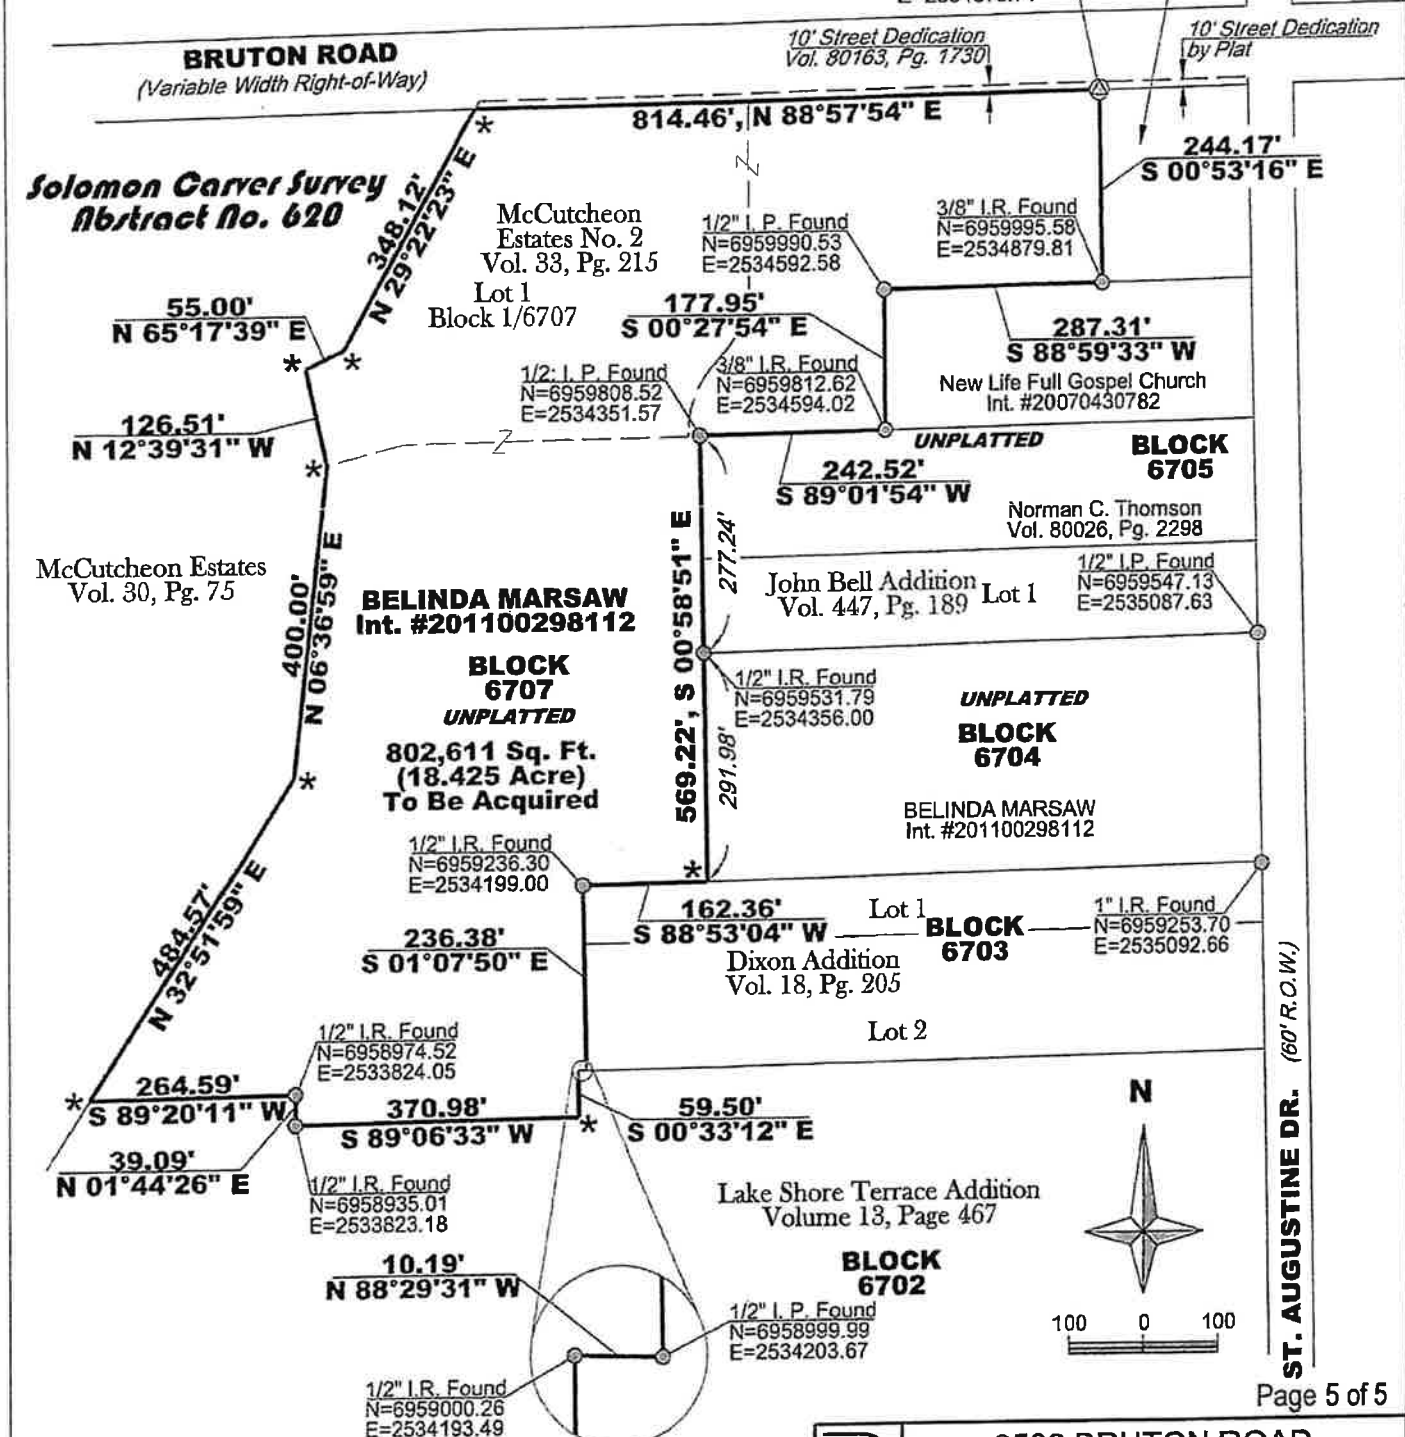 BRUTON ROAD
(Variable Width Right-of-Way)
10' Street Dedication
Vol. 80163, Pg. 1730
10' Street Dedication
by Plat
814.46', N 88°57'54" E
244.17'
S 00°53'16" E
Solomon Carver Survey
Abstract No. 620
348.12'
N 29°22'23" E
McCutcheon
Estates No. 2
Vol. 33, Pg. 215
Lot 1
Block 1/6707
1/2" I. P. Found
N=6959990.53
E=2534592.58
3/8" I.R. Found
N=6959995.58
E=2534879.81
55.00'
N 65°17'39" E
177.95'
S 00°27'54" E
287.31'
S 88°59'33" W
1/2: I. P. Found
N=6959808.52
E=2534351.57
3/8" I.R. Found
N=6959812.62
E=2534594.02
New Life Full Gospel Church
Int. #20070430782
126.51'
N 12°39'31" W
UNPLATTED
BLOCK
6705
242.52'
S 89°01'54" W
Norman C. Thomson
Vol. 80026, Pg. 2298
McCutcheon Estates
Vol. 30, Pg. 75
400.00'
N 06°36'59" E
BELINDA MARSAW
Int. #201100298112
BLOCK
6707
UNPLATTED
802,611 Sq. Ft.
(18.425 Acre)
To Be Acquired
569.22', S 00°58'51" E
277.24'
291.98'
John Bell Addition
Vol. 447, Pg. 189
Lot 1
1/2" I.P. Found
N=6959547.13
E=2535087.63
1/2" I.R. Found
N=6959531.79
E=2534356.00
UNPLATTED
BLOCK
6704
BELINDA MARSAW
Int. #201100298112
1/2" I.R. Found
N=6959236.30
E=2534199.00
484.57'
N 32°51'59" E
162.36'
S 88°53'04" W
Lot 1
BLOCK
6703
1" I.R. Found
N=6959253.70
E=2535092.66
236.38'
S 01°07'50" E
Dixon Addition
Vol. 18, Pg. 205
Lot 2
1/2" I.R. Found
N=6958974.52
E=2533824.05
264.59'
S 89°20'11" W
370.98'
S 89°06'33" W
59.50'
S 00°33'12" E
39.09'
N 01°44'26" E
1/2" I.R. Found
N=6958935.01
E=2533823.18
N
Lake Shore Terrace Addition
Volume 13, Page 467
BLOCK
6702
10.19'
N 88°29'31" W
1/2" I. P. Found
N=6958999.99
E=2534203.67
1/2" I.R. Found
N=6959000.26
E=2534193.49
100 0 100
ST. AUGUSTINE DR. (60' R.O.W.)
Page 5 of 5
BRUTON ROAD